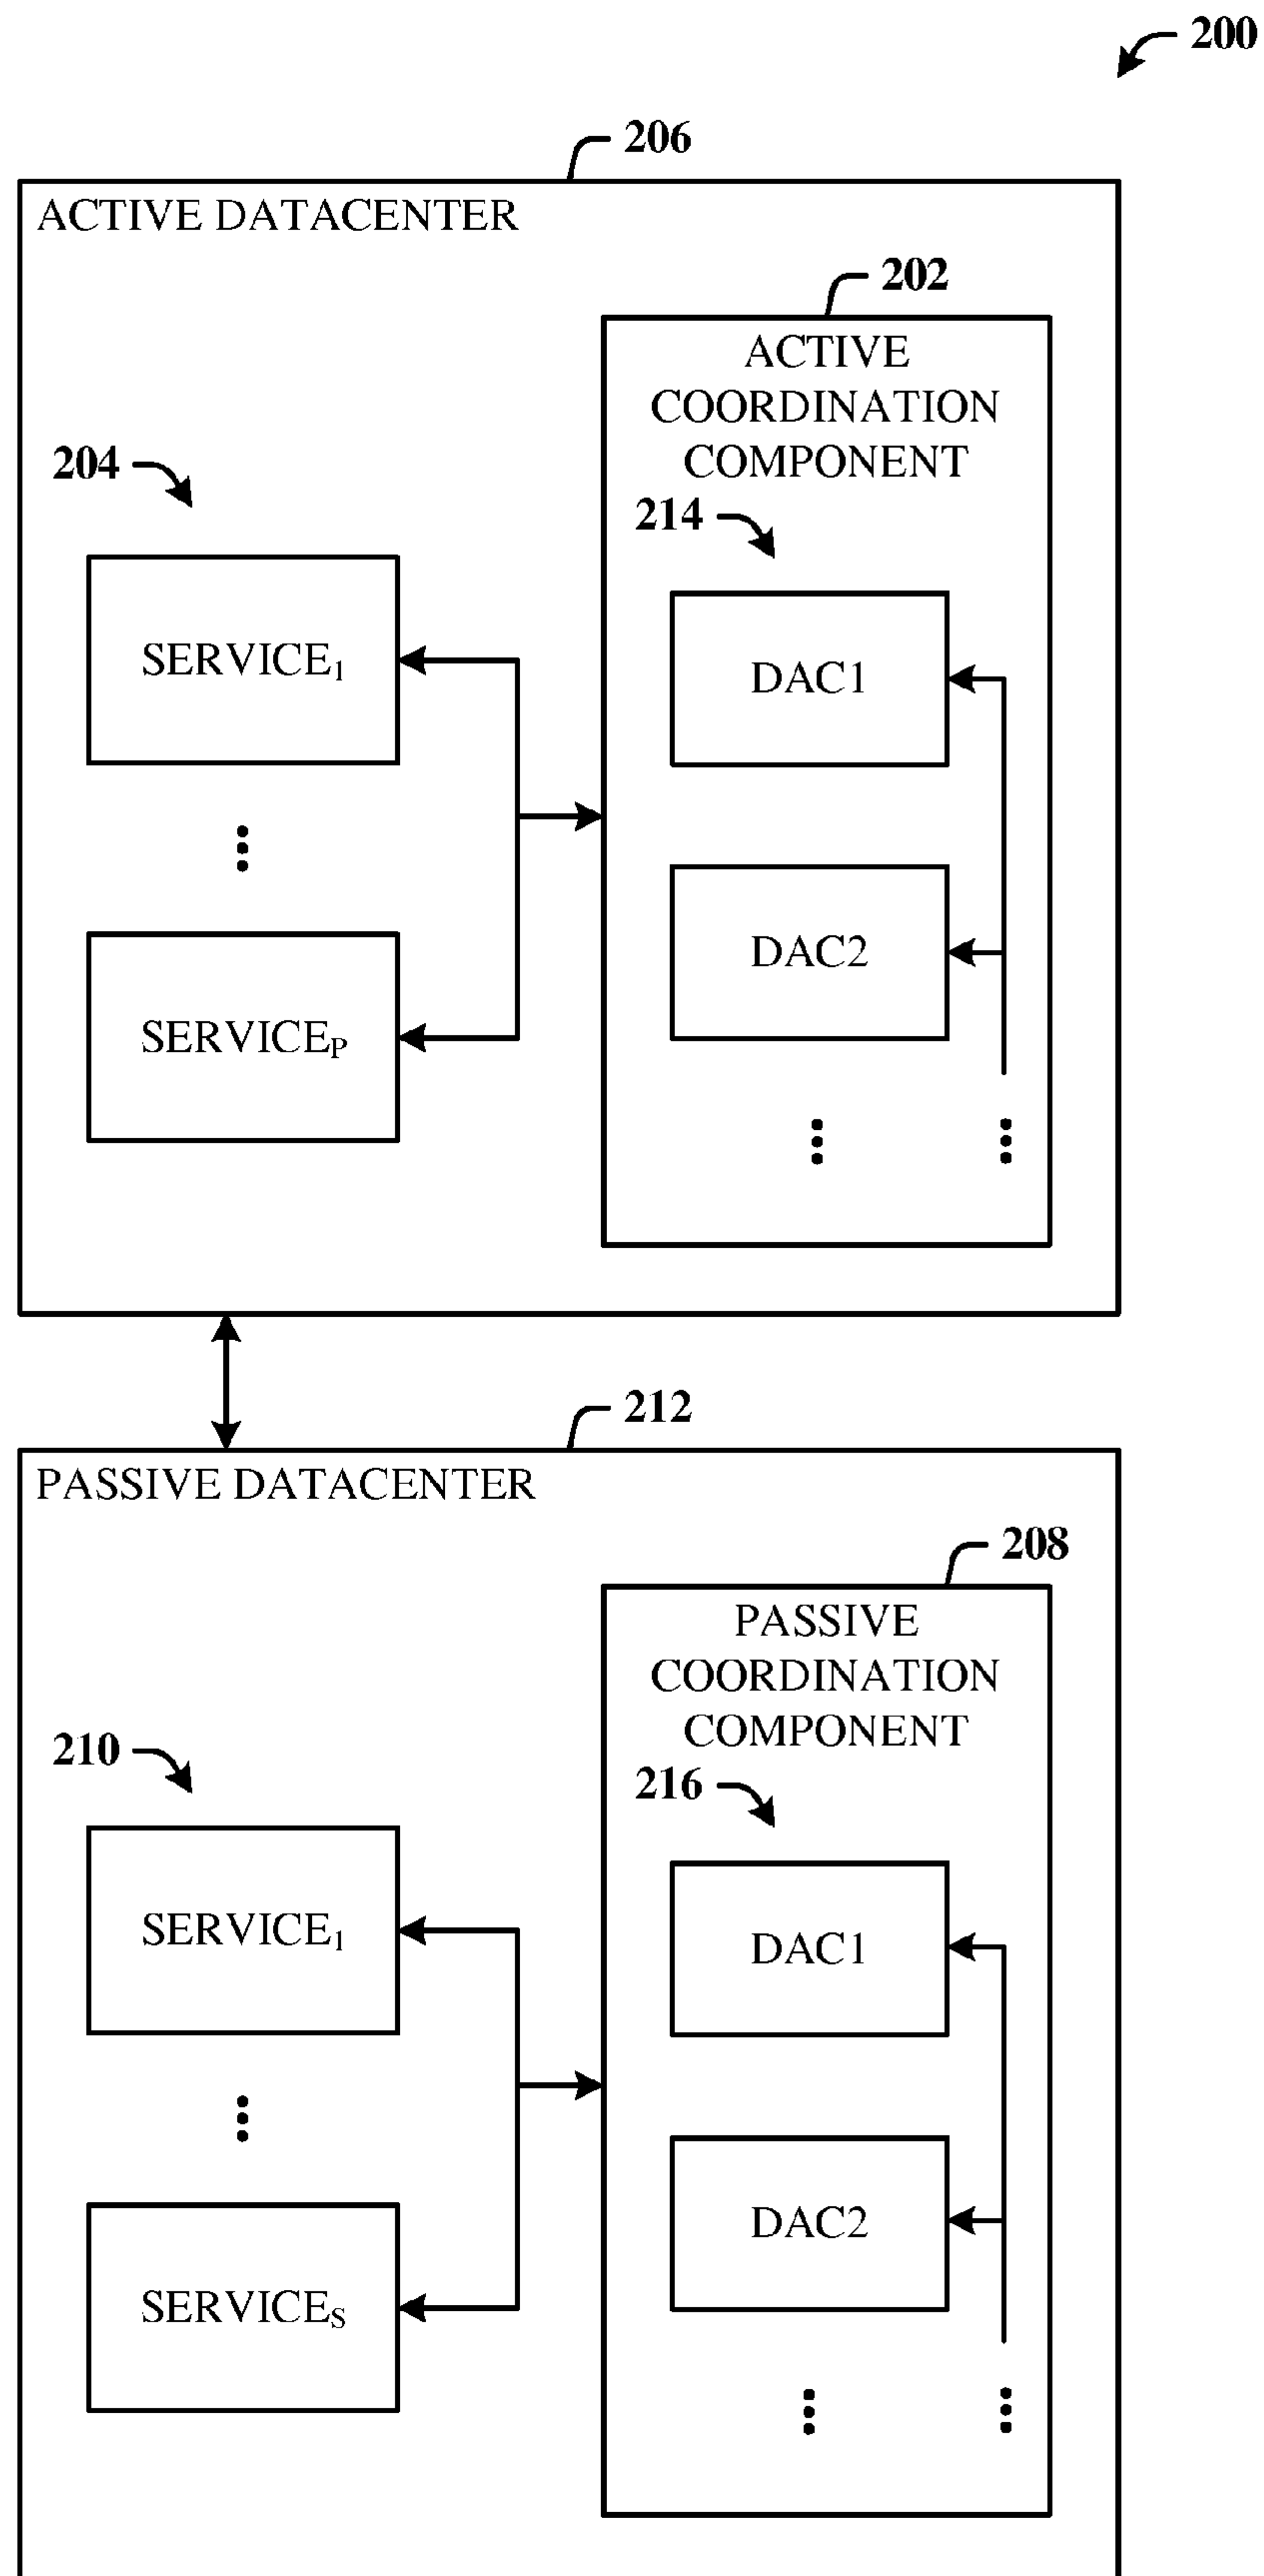 200
206
ACTIVE DATACENTER
202
ACTIVE
COORDINATION
COMPONENT
204
214
SERVICE₁
DAC1
DAC2
SERVICEP
212
PASSIVE DATACENTER
208
PASSIVE
COORDINATION
COMPONENT
210
216
SERVICE₁
DAC1
DAC2
SERVICES